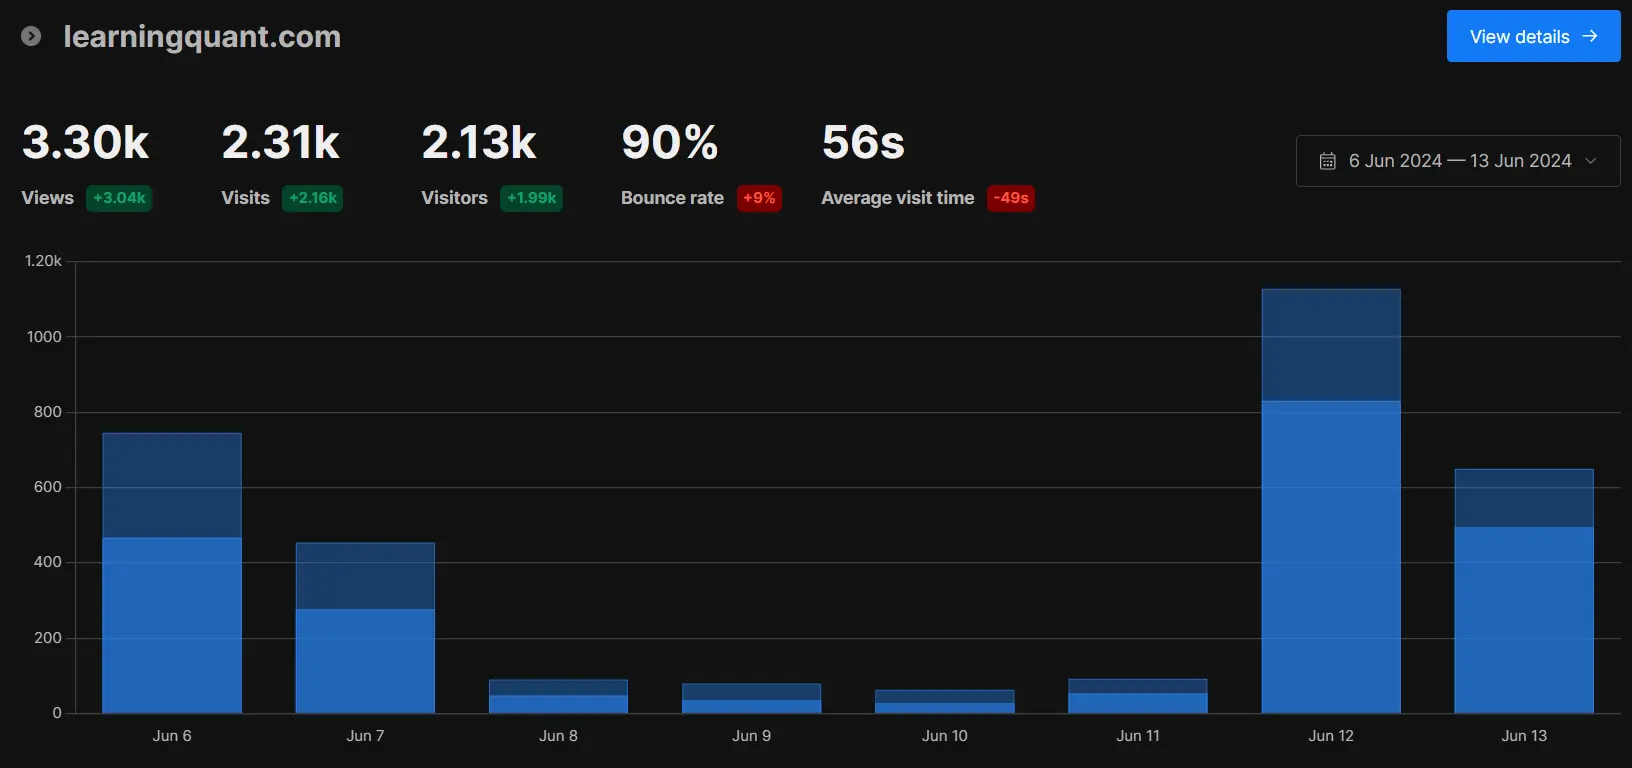 learningquant.com
View details
3.30k 2.31k 2.13k 90% 56s
Views +3.04k Visits +2.16k Visitors +1.99k Bounce rate +9% Average visit time -49s
6 Jun 2024 — 13 Jun 2024
1.20k
1000
800
600
400
200
0
Jun 6 Jun 7 Jun 8 Jun 9 Jun 10 Jun 11 Jun 12 Jun 13